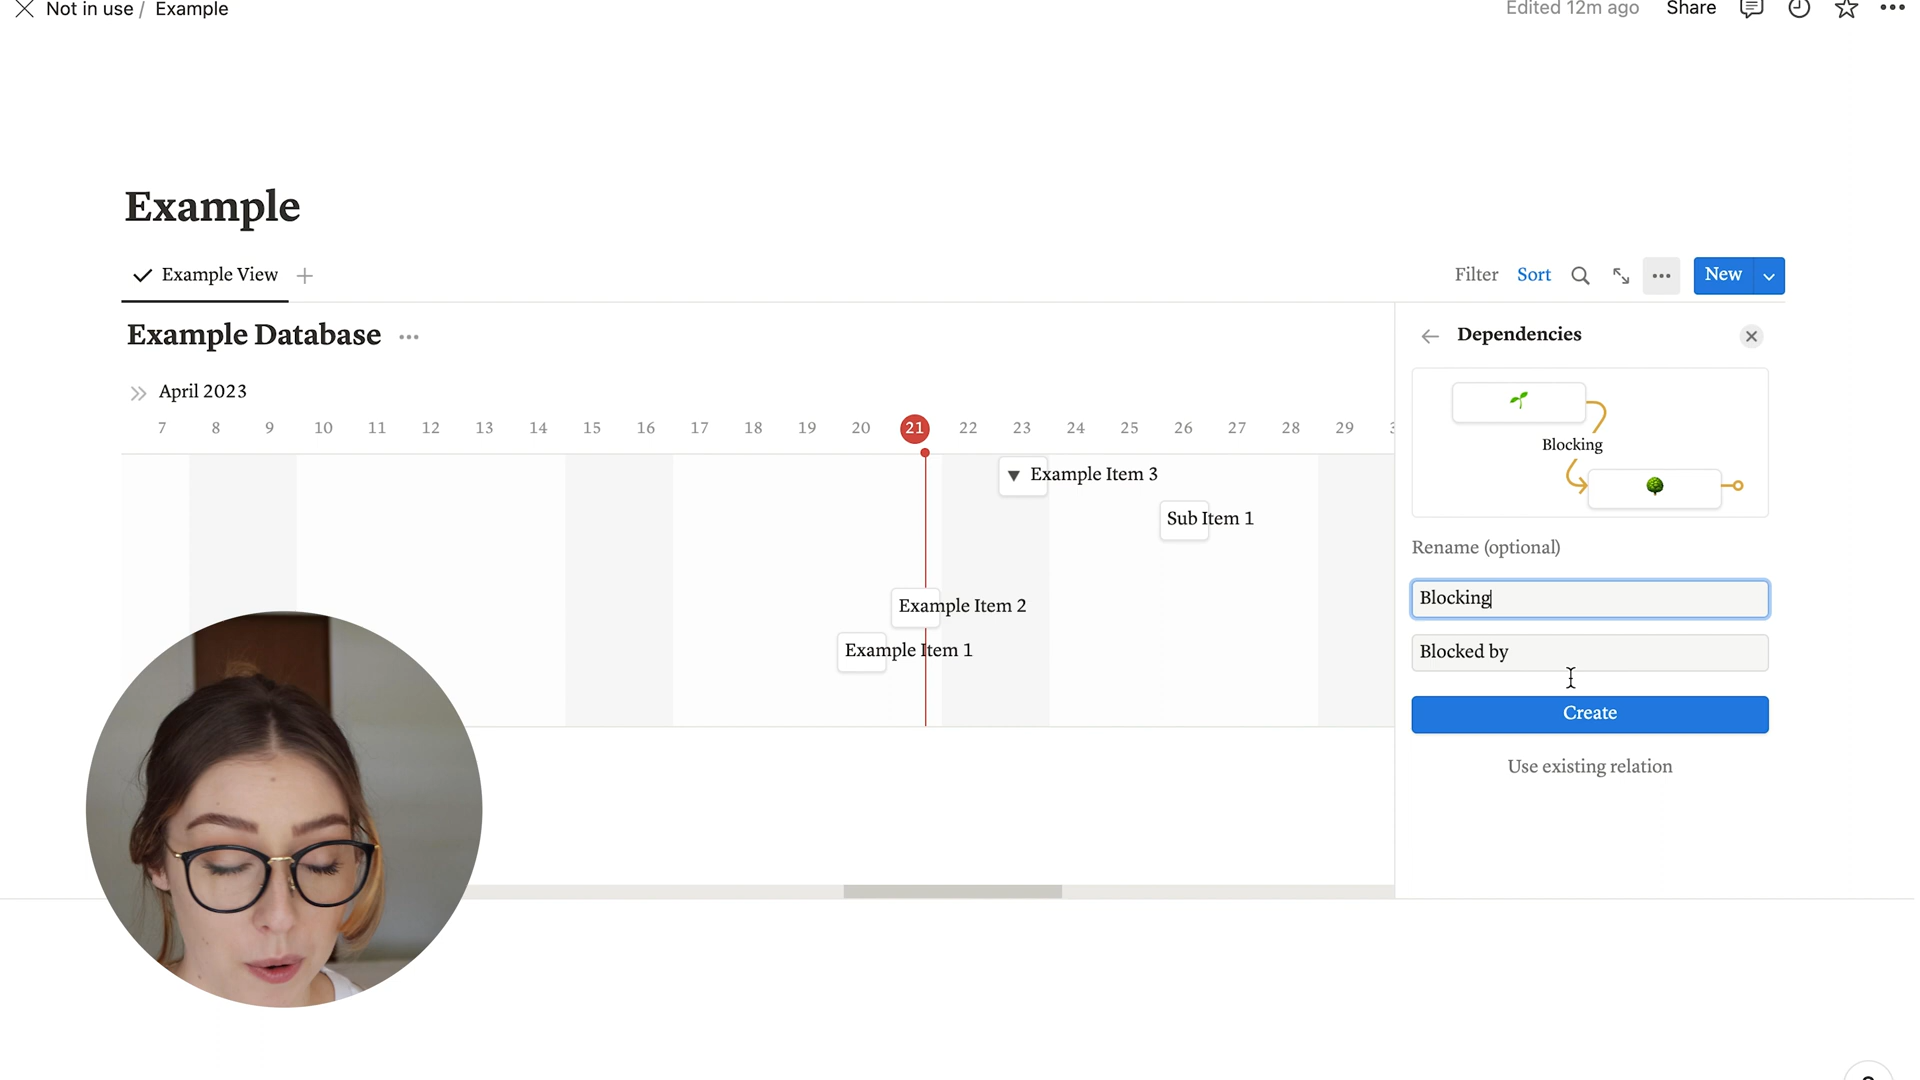 Not in use / Example
Edited 12m ago Share
Example
Example View
Filter Sort New
Example Database
Dependencies
April 2023
7 8 9 10 11 12 13 14 15 16 17 18 19 20 21 22 23 24 25 26 27 28 29
Blocking
Example Item 3
Sub Item 1
Rename (optional)
Example Item 2
Blocking
Example Item 1
Blocked by
Create
Use existing relation